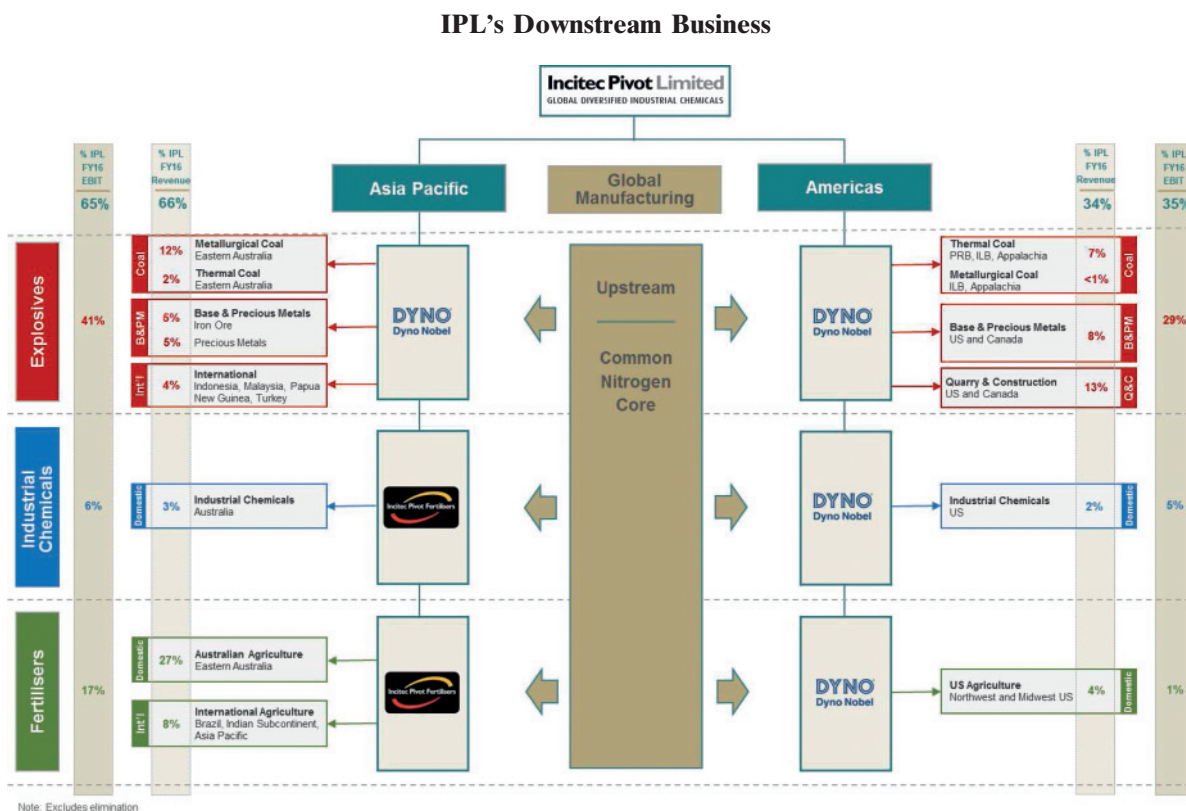 IPL's Downstream Business
Incitec Pivot Limited
GLOBAL DIVERSIFIED INDUSTRIAL CHEMICALS
% IPL
FY16
EBIT
65%
% IPL
FY16
Revenue
66%
Asia Pacific
Global
Manufacturing
Americas
% IPL
FY16
Revenue
34%
% IPL
FY16
EBIT
35%
Explosives
41%
Coal
12%
Metallurgical Coal
Eastern Australia
2%
Thermal Coal
Eastern Australia
B&PM
5%
Base & Precious Metals
Iron Ore
5%
Precious Metals
Int'l
4%
International
Indonesia, Malaysia, Papua
New Guinea, Turkey
DYNO
Dyno Nobel
Upstream
Common
Nitrogen
Core
DYNO
Dyno Nobel
Thermal Coal
PRB, ILB, Appalachia
7%
Metallurgical Coal
ILB, Appalachia
<1%
Coal
Base & Precious Metals
US and Canada
8%
B&PM
Quarry & Construction
US and Canada
13%
Q&C
29%
Industrial
Chemicals
6%
Domestic
3%
Industrial Chemicals
Australia
Incitec Pivot Fertilisers
DYNO
Dyno Nobel
Industrial Chemicals
US
2%
Domestic
5%
Fertilisers
17%
Domestic
27%
Australian Agriculture
Eastern Australia
Int'l
8%
International Agriculture
Brazil, Indian Subcontinent,
Asia Pacific
Incitec Pivot Fertilisers
DYNO
Dyno Nobel
US Agriculture
Northwest and Midwest US
4%
Domestic
1%
Note: Excludes elimination